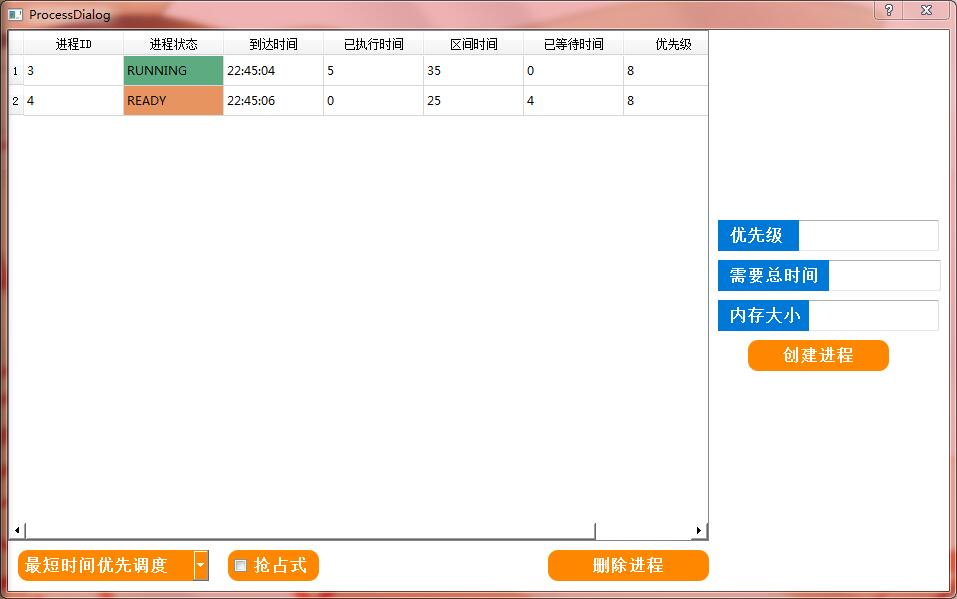 ProcessDialog
进程ID 进程状态 到达时间 已执行时间 区间时间 已等待时间 优先级
1 3 RUNNING 22:45:04 5 35 0 8
2 4 READY 22:45:06 0 25 4 8
优先级
需要总时间
内存大小
创建进程
最短时间优先调度 抢占式 删除进程